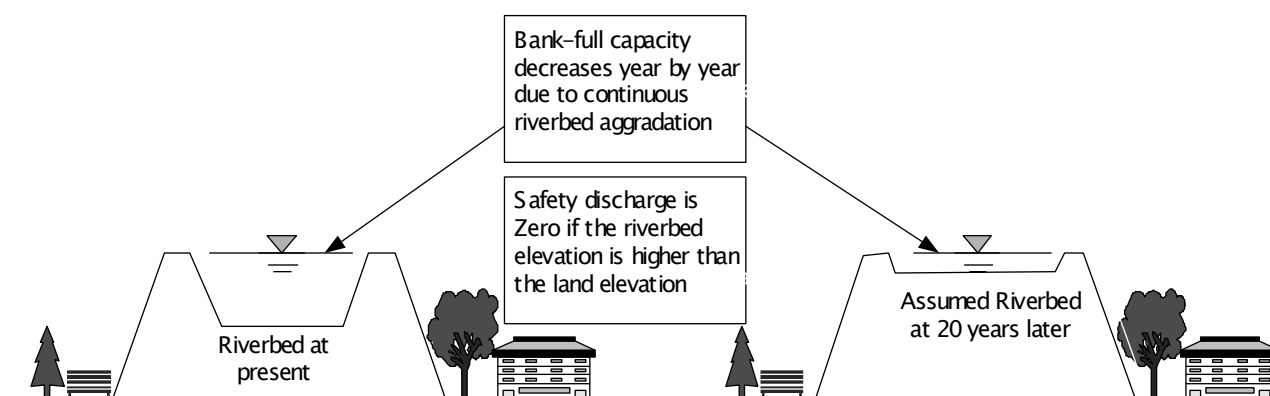 Bank-full capacity
decreases year by year
due to continuous
riverbed aggradation
Safety discharge is
Zero if the riverbed
elevation is higher than
the land elevation
Riverbed at
present
Assumed Riverbed
at 20 years later